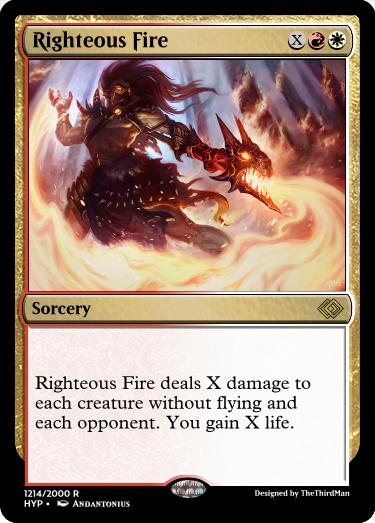 Righteous Fire X
Sorcery
Righteous Fire deals X damage to
each creature without flying and
each opponent. You gain X life.
1214/2000 R
HYP • Andantonius
Designed by TheThirdMan